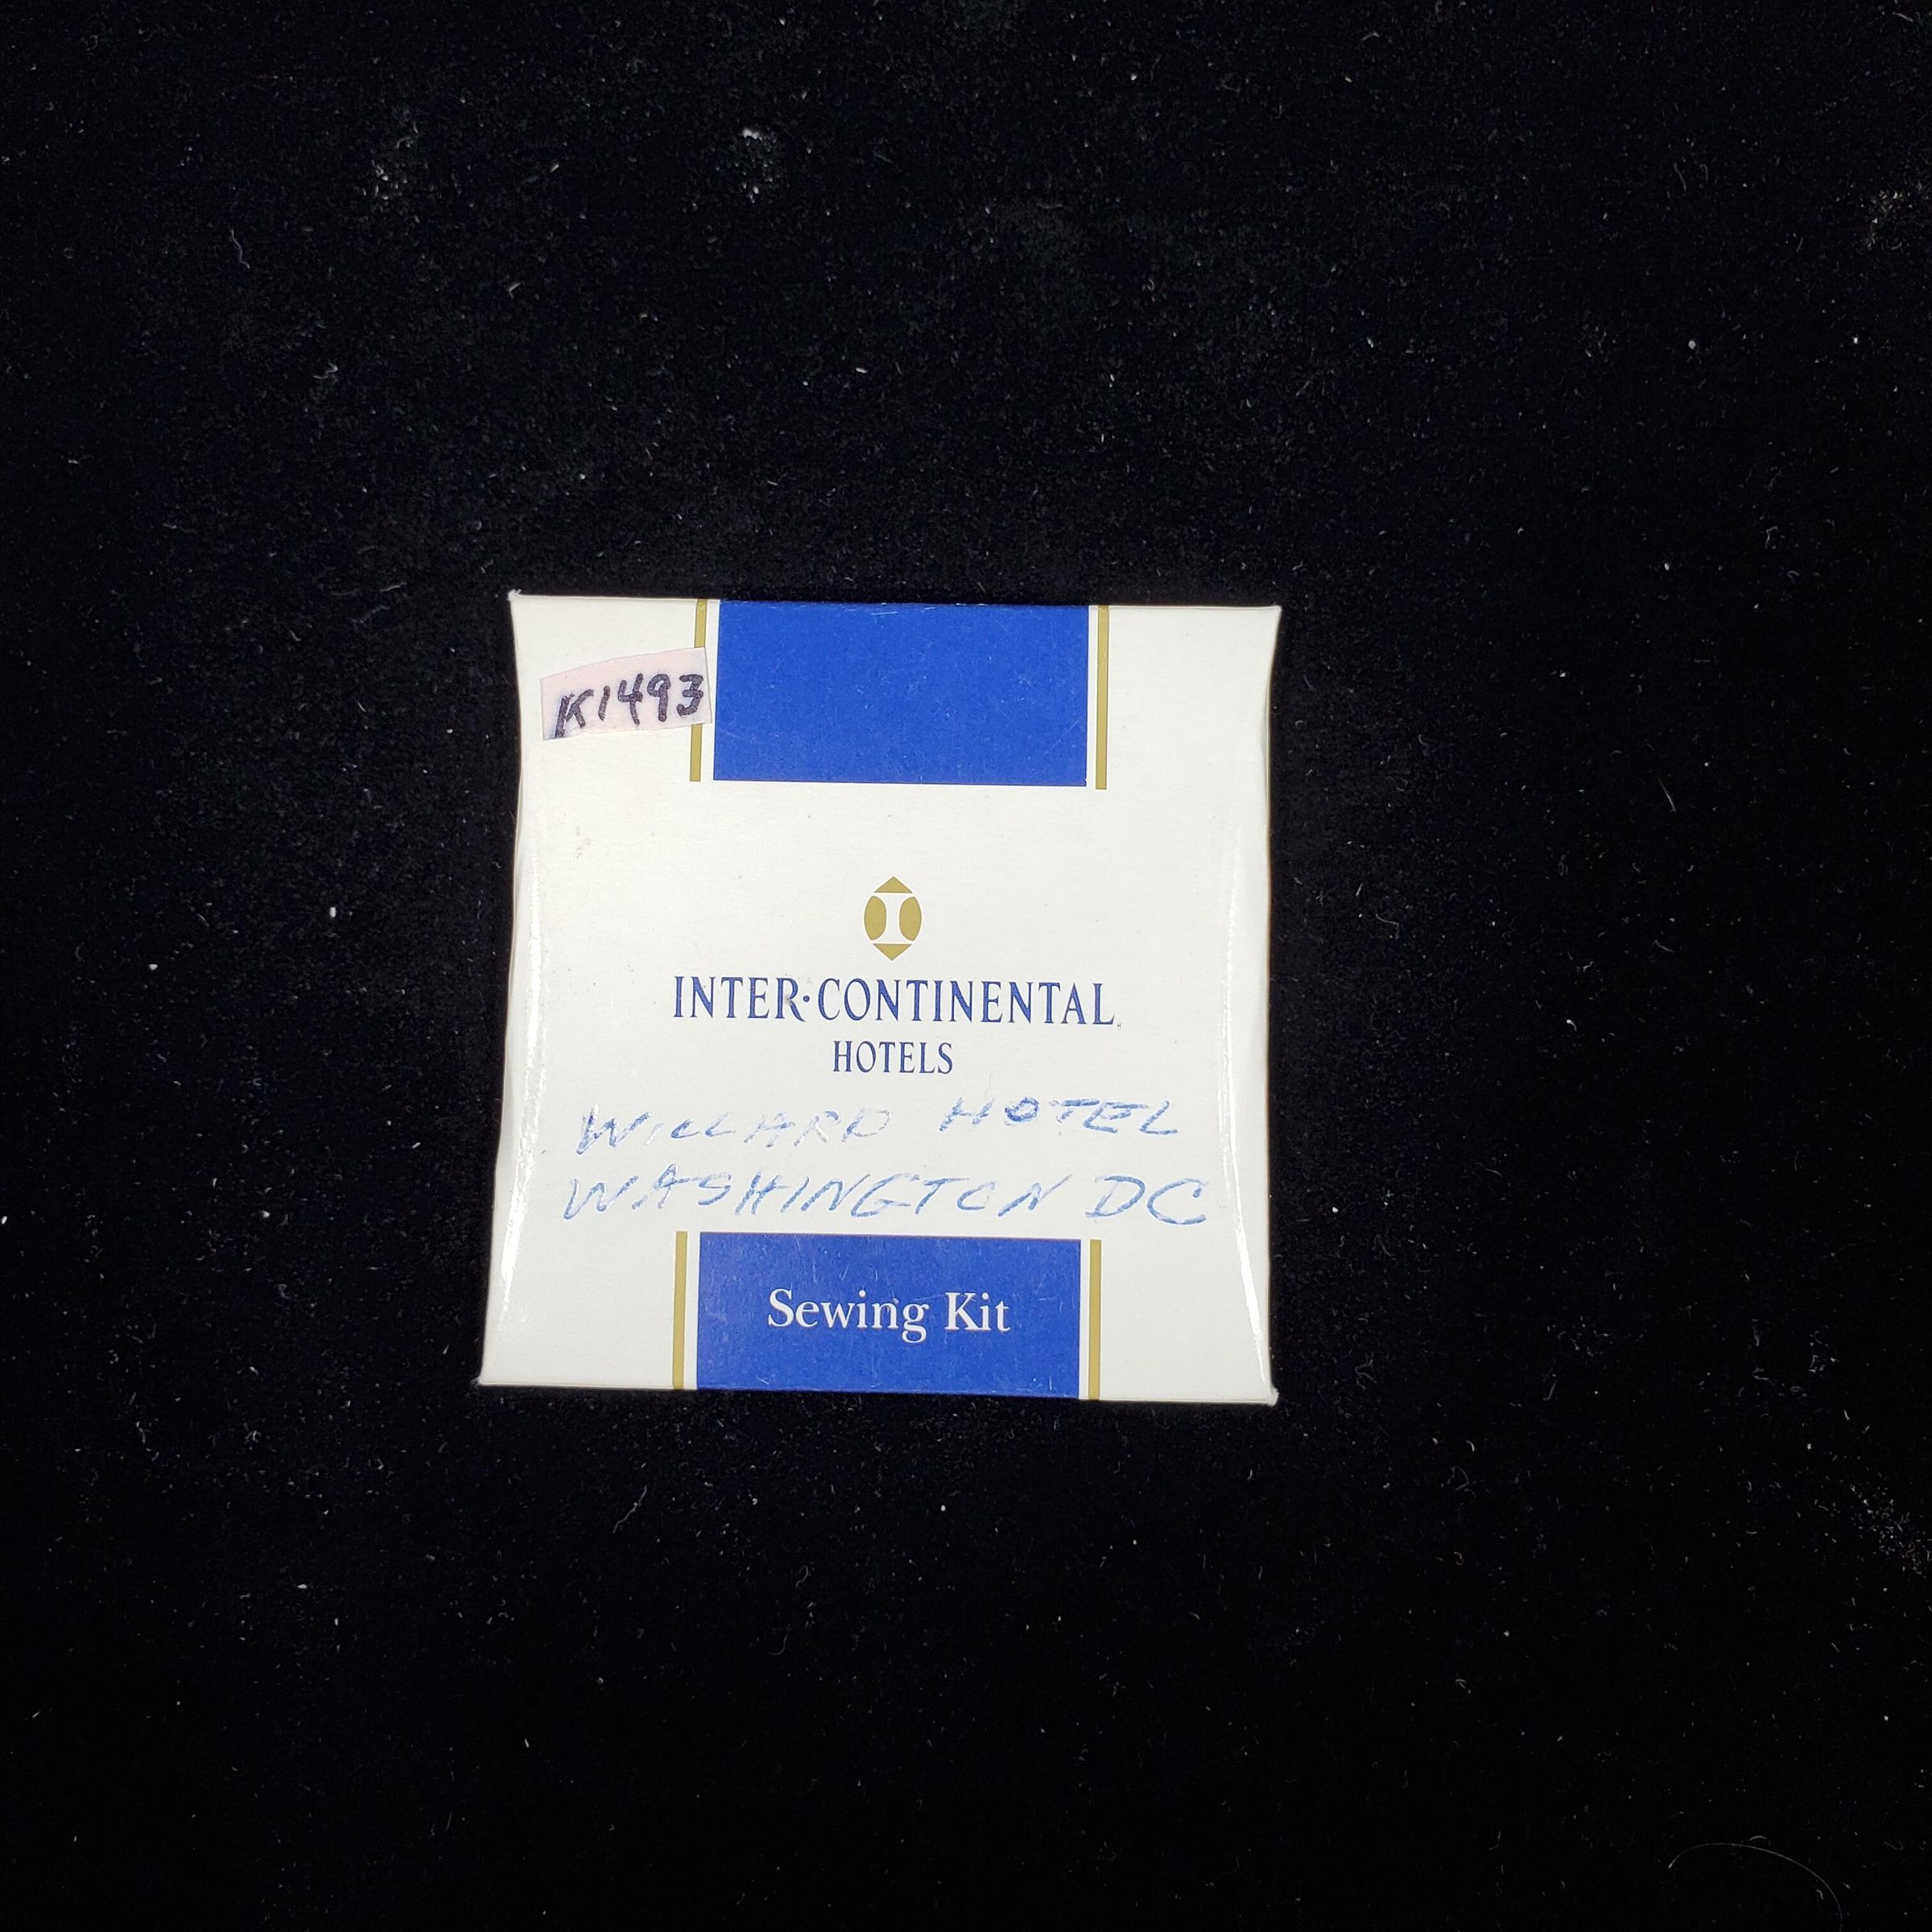 K1493
INTER·CONTINENTAL
HOTELS
WILLARD HOTEL
WASHINGTON DC
Sewing Kit